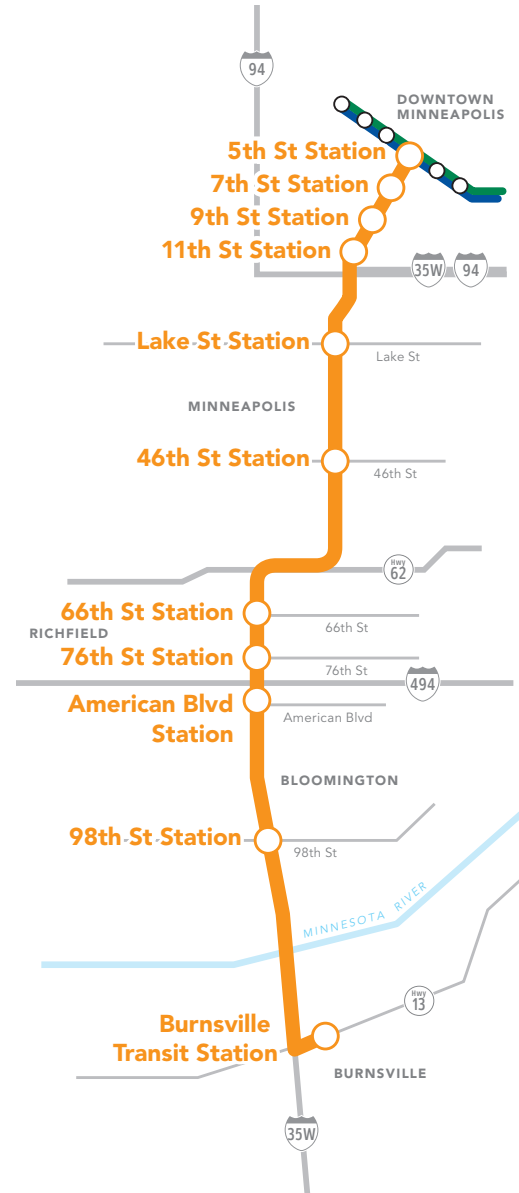 94
DOWNTOWN
MINNEAPOLIS
5th St Station
7th St Station
9th St Station
11th St Station
35W
94
Lake St Station
Lake St
MINNEAPOLIS
46th St Station
46th St
Hwy
62
66th St Station
66th St
RICHFIELD
76th St Station
76th St
494
American Blvd
Station
American Blvd
BLOOMINGTON
98th St Station
98th St
MINNESOTA RIVER
Hwy
13
Burnsville
Transit Station
BURNSVILLE
35W